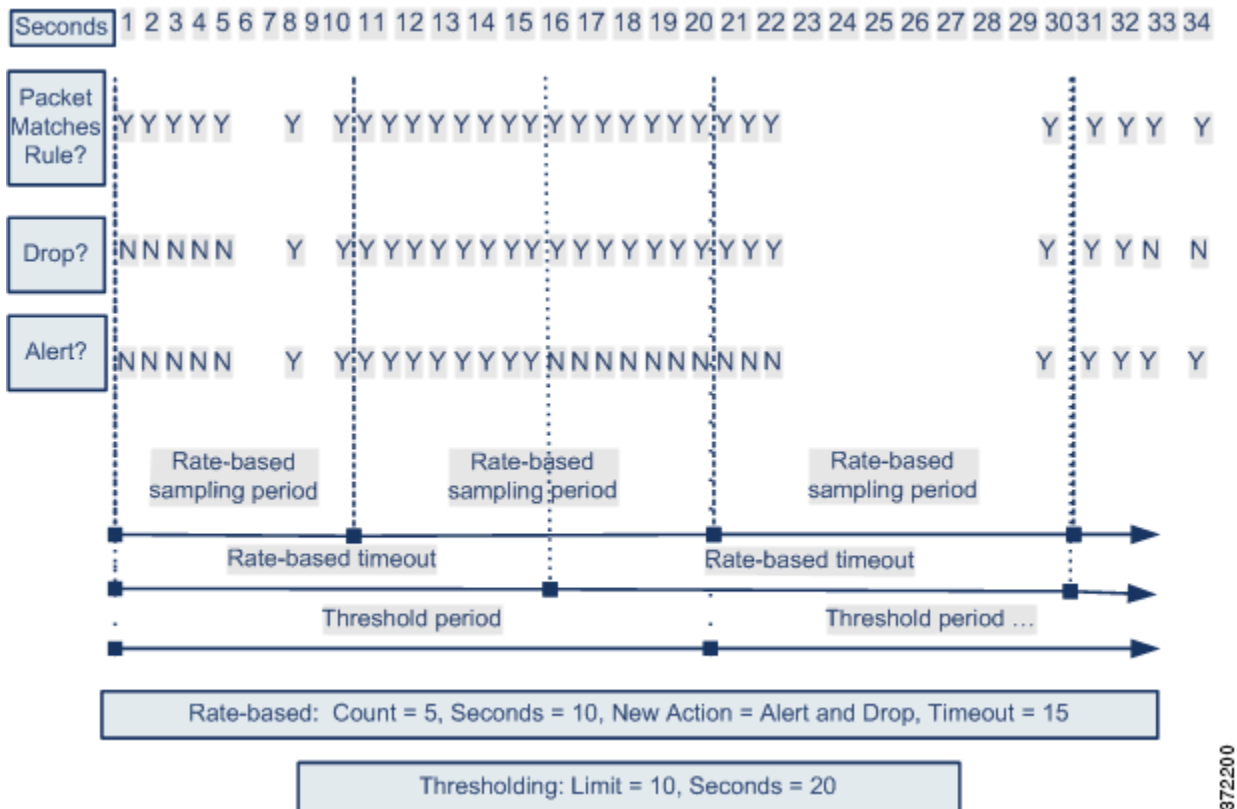 Seconds 1 2 3 4 5 6 7 8 9 10 11 12 13 14 15 16 17 18 19 20 21 22 23 24 25 26 27 28 29 30 31 32 33 34
Packet
Matches
Rule?
Y Y Y Y Y Y Y Y Y Y Y Y Y Y Y Y Y Y Y Y Y Y Y Y Y Y Y Y Y Y
Drop? N N N N N Y Y Y Y Y Y Y Y Y Y Y Y Y Y Y Y Y Y Y Y Y Y Y N N
Alert? N N N N N Y Y Y Y Y Y Y Y Y Y N N N N N N N N N N Y Y Y Y Y
Rate-based
sampling period
Rate-based
sampling period
Rate-based
sampling period
Rate-based timeout
Rate-based timeout
Threshold period
Threshold period ...
Rate-based: Count = 5, Seconds = 10, New Action = Alert and Drop, Timeout = 15
Thresholding: Limit = 10, Seconds = 20
372200